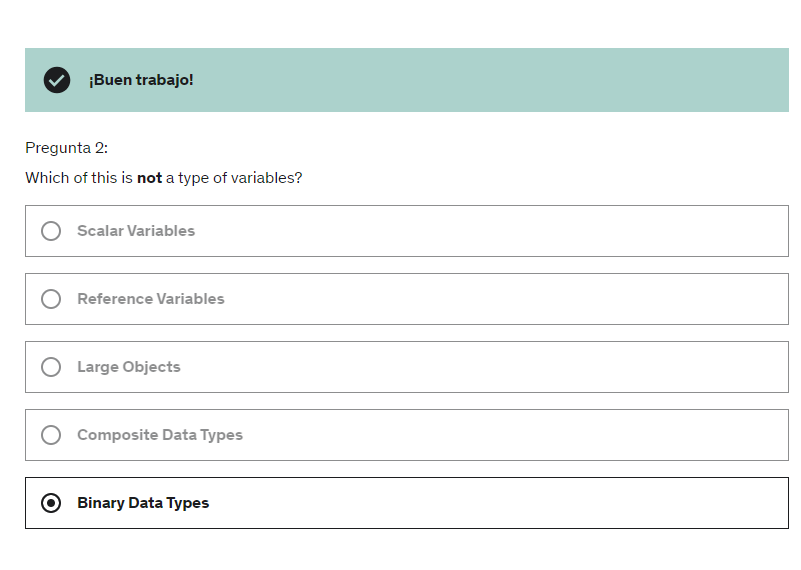 ¡Buen trabajo!
Pregunta 2:
Which of this is not a type of variables?
Scalar Variables
Reference Variables
Large Objects
Composite Data Types
Binary Data Types